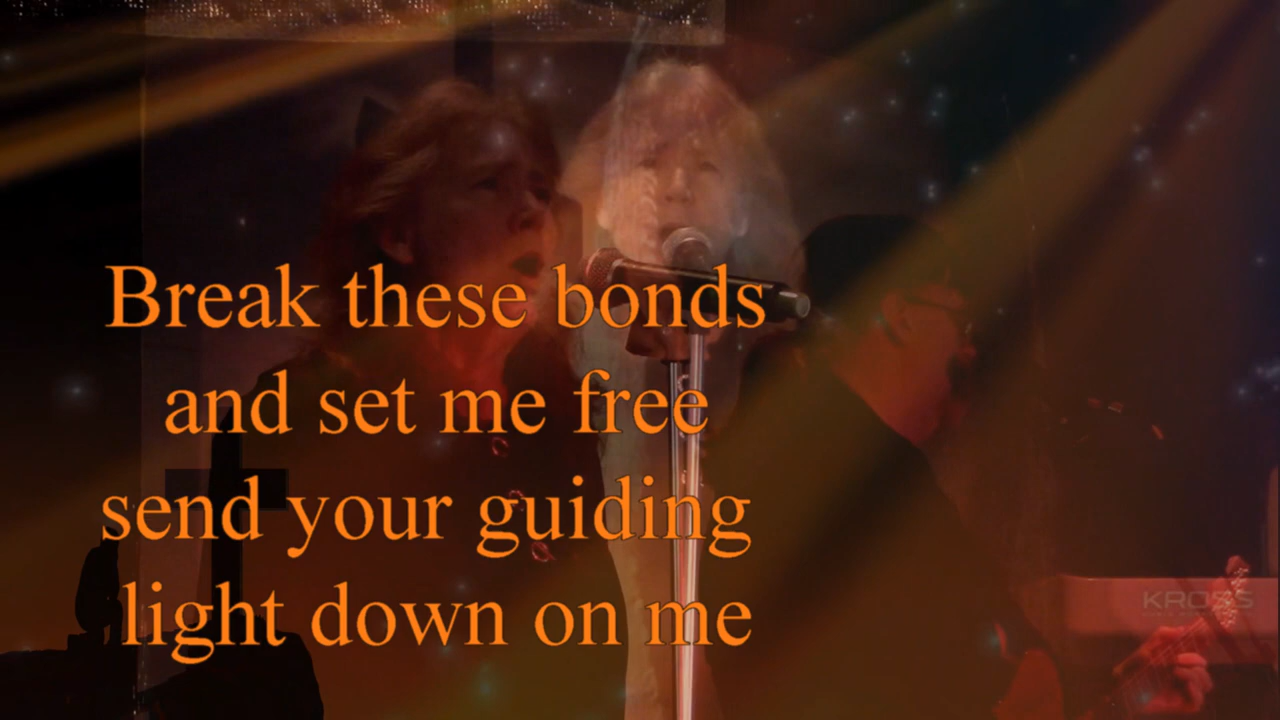 Break these bonds
and set me free
send your guiding
light down on me
KROSS